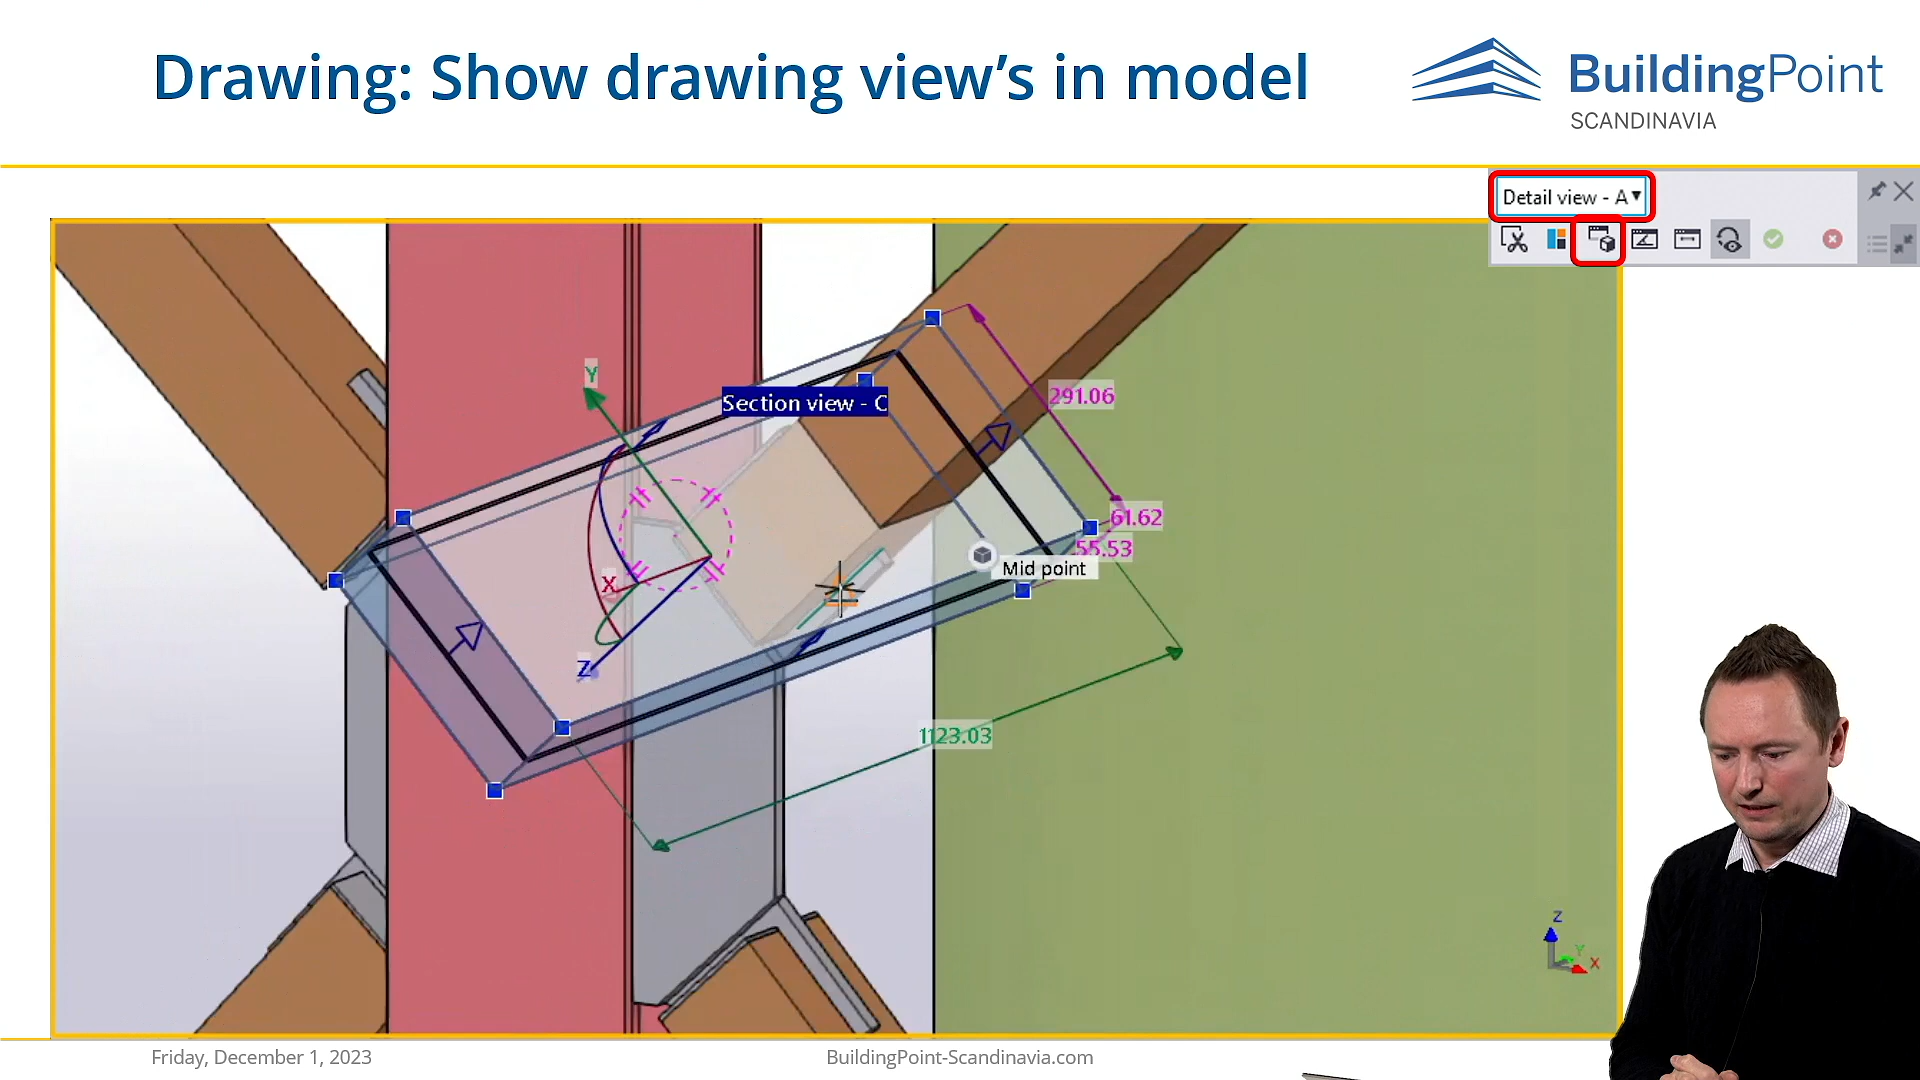 Drawing: Show drawing view’s in model
BuildingPoint
SCANDINAVIA
Detail view - A
Y
Section view - C
291.06
61.62
55.53
Mid point
X
Z
1123.03
Z
Y
X
Friday, December 1, 2023
BuildingPoint-Scandinavia.com